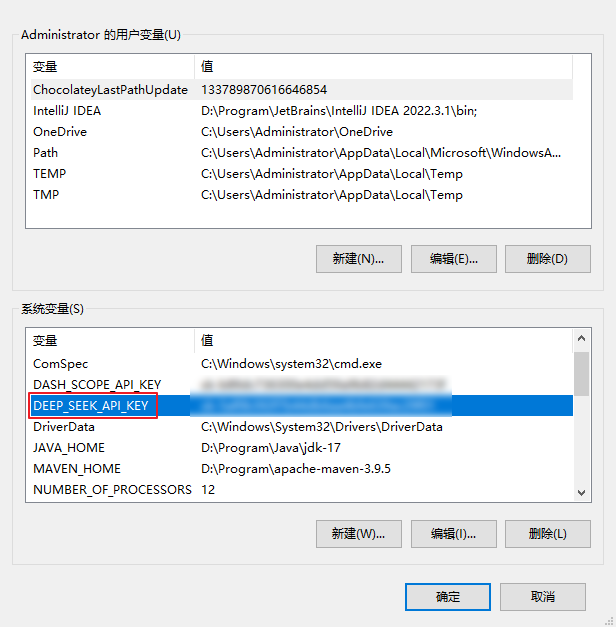 Administrator 的用户变量(U)
变量 值
ChocolateyLastPathUpdate 133789870616646854
IntelliJ IDEA D:\Program\JetBrains\IntelliJ IDEA 2022.3.1\bin;
OneDrive C:\Users\Administrator\OneDrive
Path C:\Users\Administrator\AppData\Local\Microsoft\WindowsA...
TEMP C:\Users\Administrator\AppData\Local\Temp
TMP C:\Users\Administrator\AppData\Local\Temp
新建(N)... 编辑(E)... 删除(D)
系统变量(S)
变量 值
ComSpec C:\Windows\system32\cmd.exe
DASH_SCOPE_API_KEY
DEEP_SEEK_API_KEY
DriverData C:\Windows\System32\Drivers\DriverData
JAVA_HOME D:\Program\Java\jdk-17
MAVEN_HOME D:\Program\apache-maven-3.9.5
NUMBER_OF_PROCESSORS 12
新建(W)... 编辑(I)... 删除(L)
确定 取消